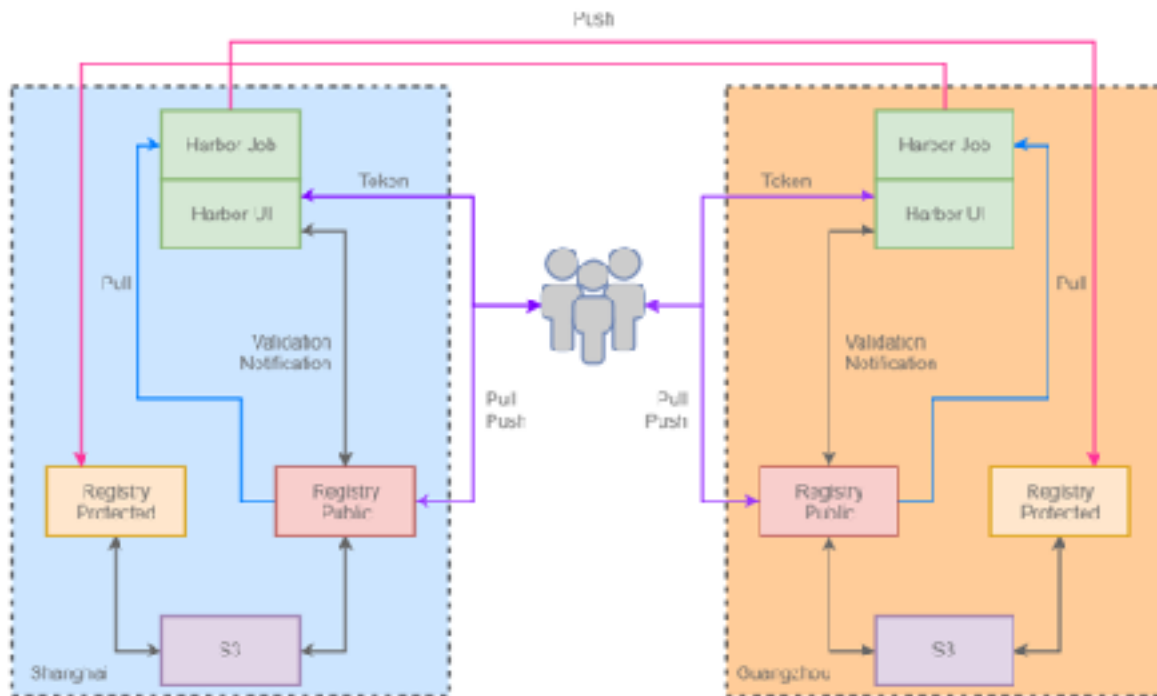 Push
Harbor Job
Harbor UI
Token
Pull
Validation
Notification
Pull
Push
Registry
Protected
Registry
Public
S3
Shanghai
Harbor Job
Harbor UI
Token
Pull
Validation
Notification
Pull
Push
Registry
Public
Registry
Protected
S3
Guangzhou